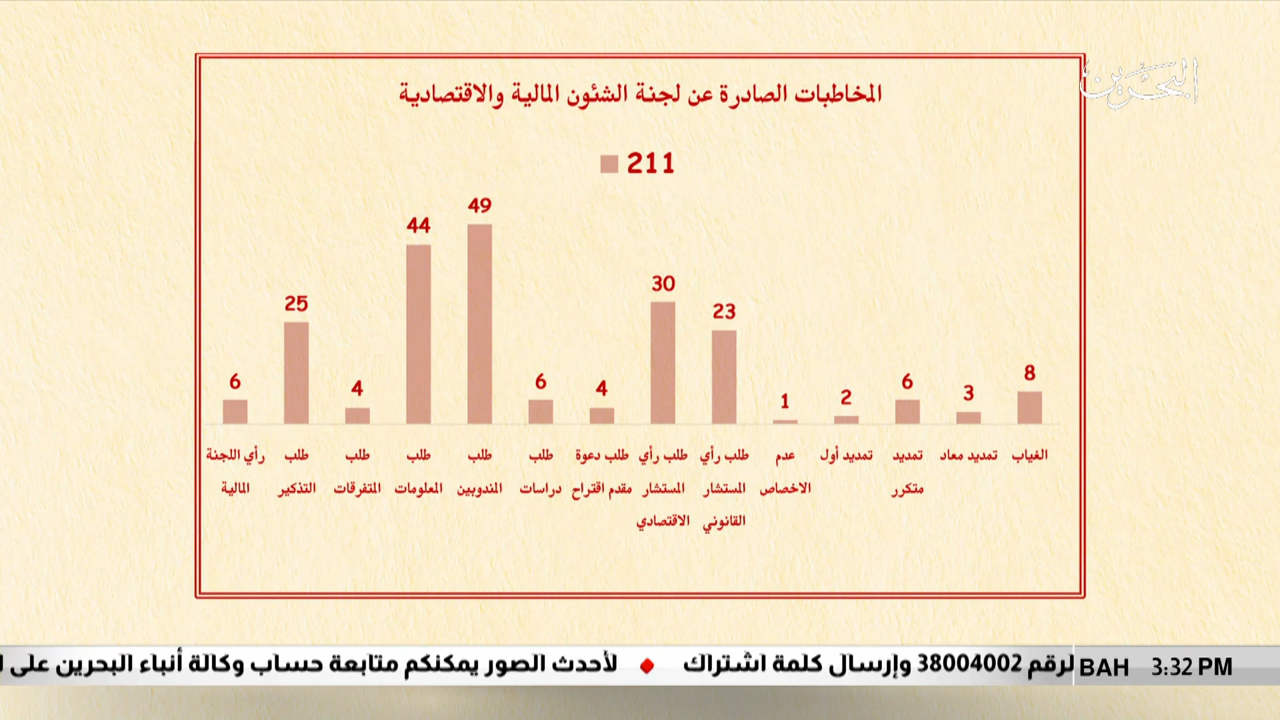 البحرين
المخاطبات الصادرة عن لجنة الشئون المالية والاقتصادية
211
6
25
4
44
49
6
4
30
23
1
2
6
3
8
رأي اللجنة
المالية
طلب
التذكير
طلب
المتفرقات
طلب
المعلومات
طلب
المندوبين
طلب
دراسات
طلب دعوة
مقدم اقتراح
طلب رأي
المستشار
الاقتصادي
طلب رأي
المستشار
القانوني
عدم
الاخصاص
تمديد أول
تمديد
متكرر
تمديد معاد
الغياب
لرقم 38004002 وإرسال كلمة اشتراك ♦ لأحدث الصور يمكنكم متابعة حساب وكالة أنباء البحرين على ا
BAH 3:32 PM